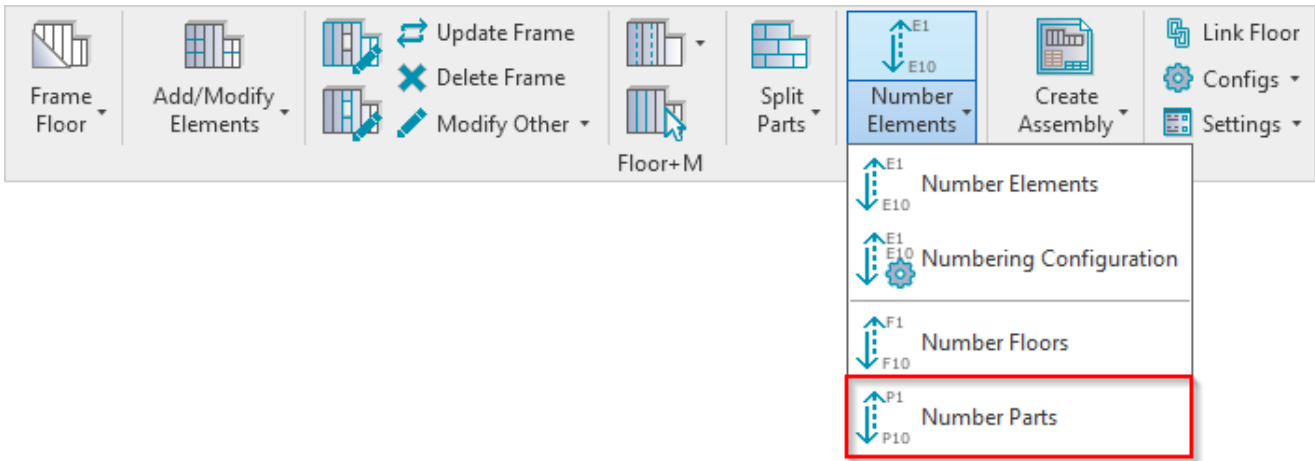 Frame
Floor
Add/Modify
Elements
Update Frame
Delete Frame
Modify Other
Split
Parts
E1
E10
Number
Elements
Create
Assembly
Link Floor
Configs
Settings
Floor+M
E1
E10
Number Elements
E1
E10
Numbering Configuration
F1
F10
Number Floors
P1
P10
Number Parts